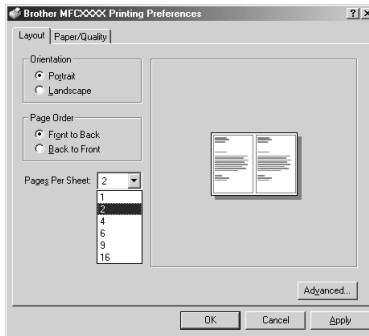 Brother MFCXXXX Printing Preferences
Layout Paper/Quality
Orientation
Portrait
Landscape
Page Order
Front to Back
Back to Front
Pages Per Sheet: 2
1
2
4
6
9
16
Advanced...
OK Cancel Apply